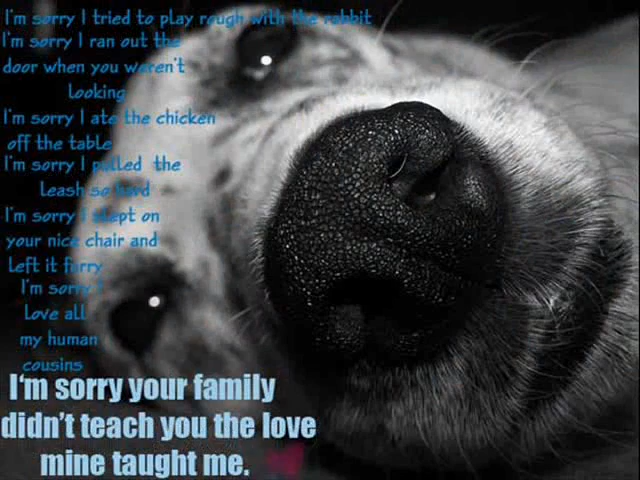 I'm sorry I tried to play rough with the rabbit
I'm sorry I ran out the
door when you weren't
Looking
I'm sorry I ate the chicken
off the table
I'm sorry I pulled the
Leash so hard
I'm sorry I slept on
your nice chair and
Left it furry
I'm sorry I
Love all
my human
cousins
I'm sorry your family
didn't teach you the love
mine taught me.